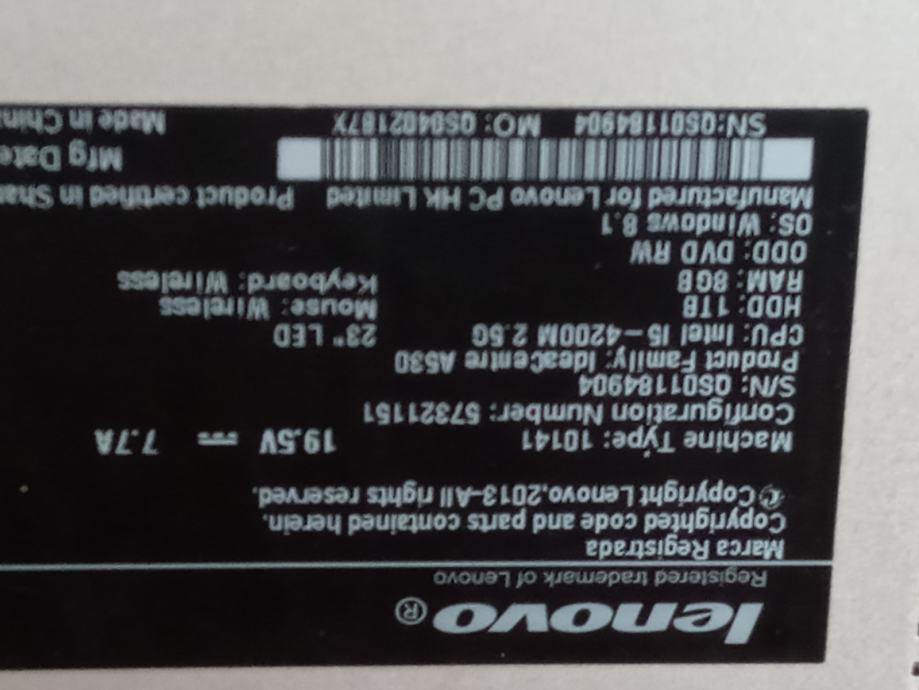 lenovo®
Registered trademark of Lenovo
Marca Registrada
Copyrighted code and parts contained herein.
© Copyright Lenovo,2013-All rights reserved.
Machine Type: 10141 19.5V ⎓ 7.7A
Configuration Number: 57321151
S/N: QS01184904
Product Family: IdeaCentre A530
CPU: Intel I5-4200M 2.5G 23" LED
HDD: 1TB Mouse: Wireless
RAM: 8GB Keyboard: Wireless
ODD: DVD RW
OS: Windows 8.1
Manufactured for Lenovo PC HK Limited Product certified in Shan
Mfg Date
SN:QS01184904 MO: QS0402187X Made in China